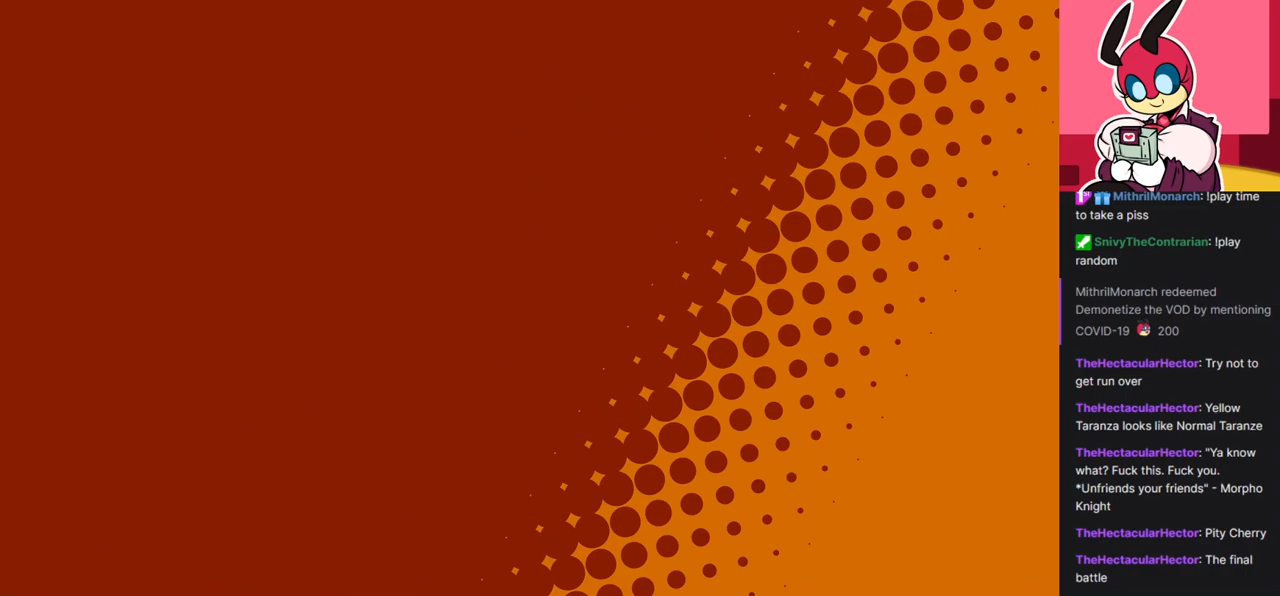 MithrilMonarch: !play time
to take a piss
SnivyTheContrarian: !play
random
MithrilMonarch redeemed
Demonetize the VOD by mentioning
COVID-19 200
TheHectacularHector: Try not to
get run over
TheHectacularHector: Yellow
Taranza looks like Normal Taranze
TheHectacularHector: "Ya know
what? Fuck this. Fuck you.
*Unfriends your friends" - Morpho
Knight
TheHectacularHector: Pity Cherry
TheHectacularHector: The final
battle